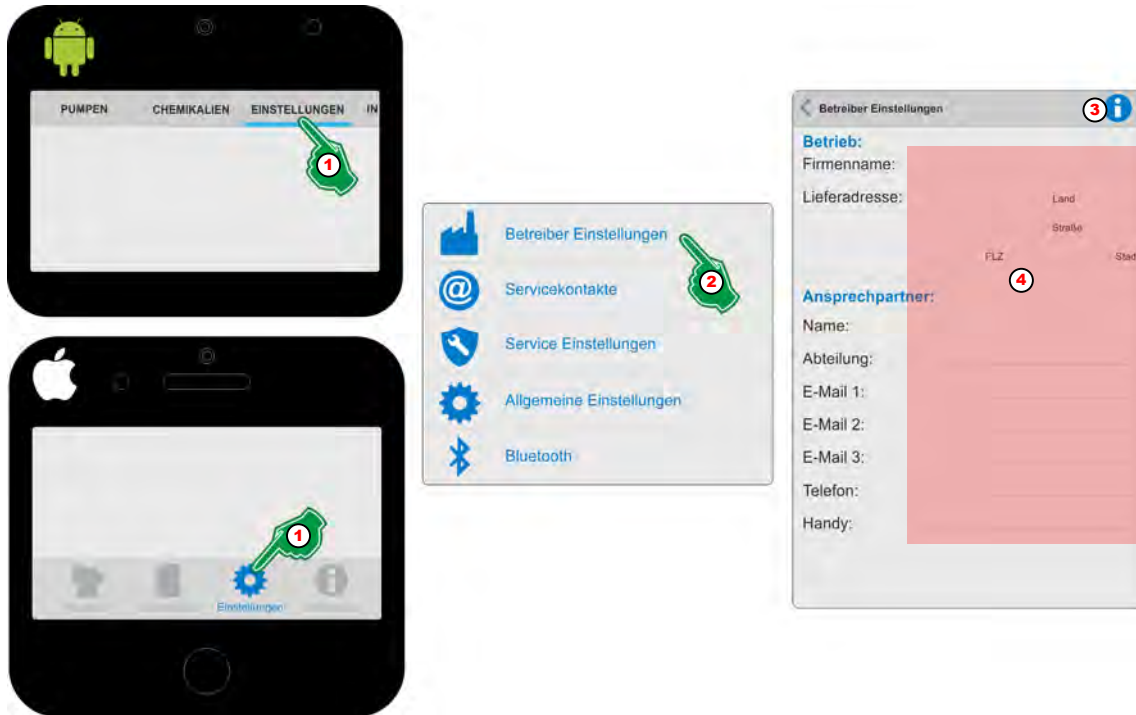 PUMPEN CHEMIKALIEN EINSTELLUNGEN IN
1
Einstellungen
1
Betreiber Einstellungen
2
Servicekontakte
Service Einstellungen
Allgemeine Einstellungen
Bluetooth
Betreiber Einstellungen
3
Betrieb:
Firmenname:
Lieferadresse:
Land
Straße
PLZ Stad
4
Ansprechpartner:
Name:
Abteilung:
E-Mail 1:
E-Mail 2:
E-Mail 3:
Telefon:
Handy: